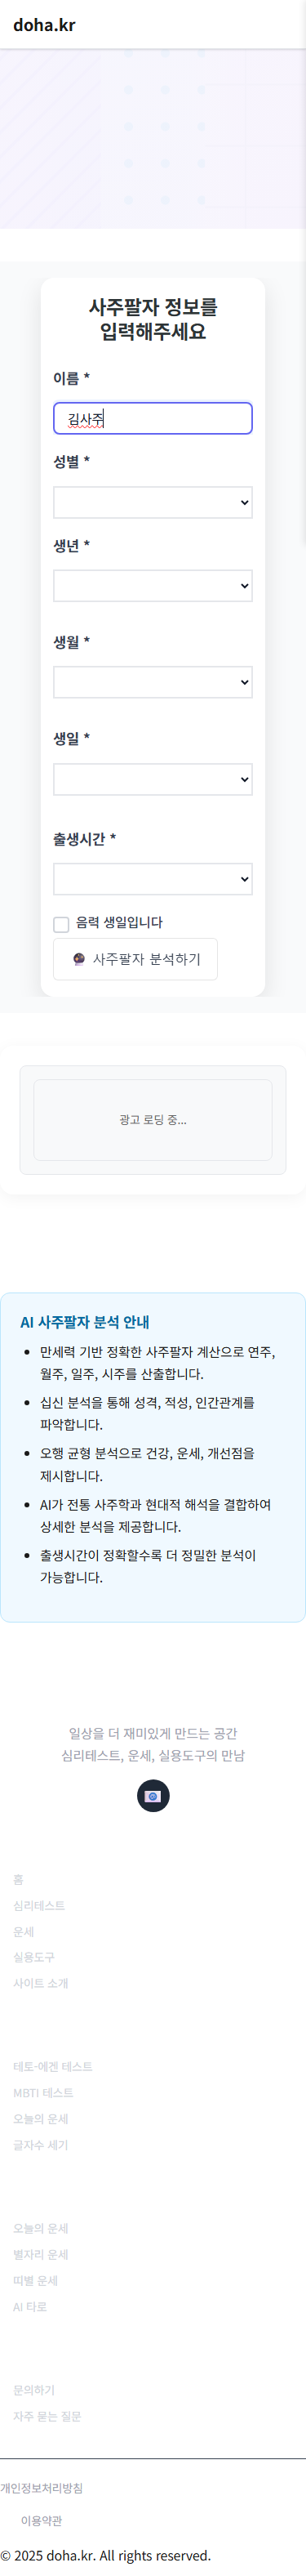 doha.kr
사주팔자 정보를
입력해주세요
이름 *
김사주
성별 *
생년 *
생월 *
생일 *
출생시간 *
음력 생일입니다
🔮 사주팔자 분석하기
광고 로딩 중...
AI 사주팔자 분석 안내
• 만세력 기반 정확한 사주팔자 계산으로 연주,
월주, 일주, 시주를 산출합니다.
• 십신 분석을 통해 성격, 적성, 인간관계를
파악합니다.
• 오행 균형 분석으로 건강, 운세, 개선점을
제시합니다.
• AI가 전통 사주학과 현대적 해석을 결합하여
상세한 분석을 제공합니다.
• 출생시간이 정확할수록 더 정밀한 분석이
가능합니다.
일상을 더 재미있게 만드는 공간
심리테스트, 운세, 실용도구의 만남
홈
심리테스트
운세
실용도구
사이트 소개
테토-에겐 테스트
MBTI 테스트
오늘의 운세
글자수 세기
오늘의 운세
별자리 운세
띠별 운세
AI 타로
문의하기
자주 묻는 질문
개인정보처리방침
이용약관
© 2025 doha.kr. All rights reserved.